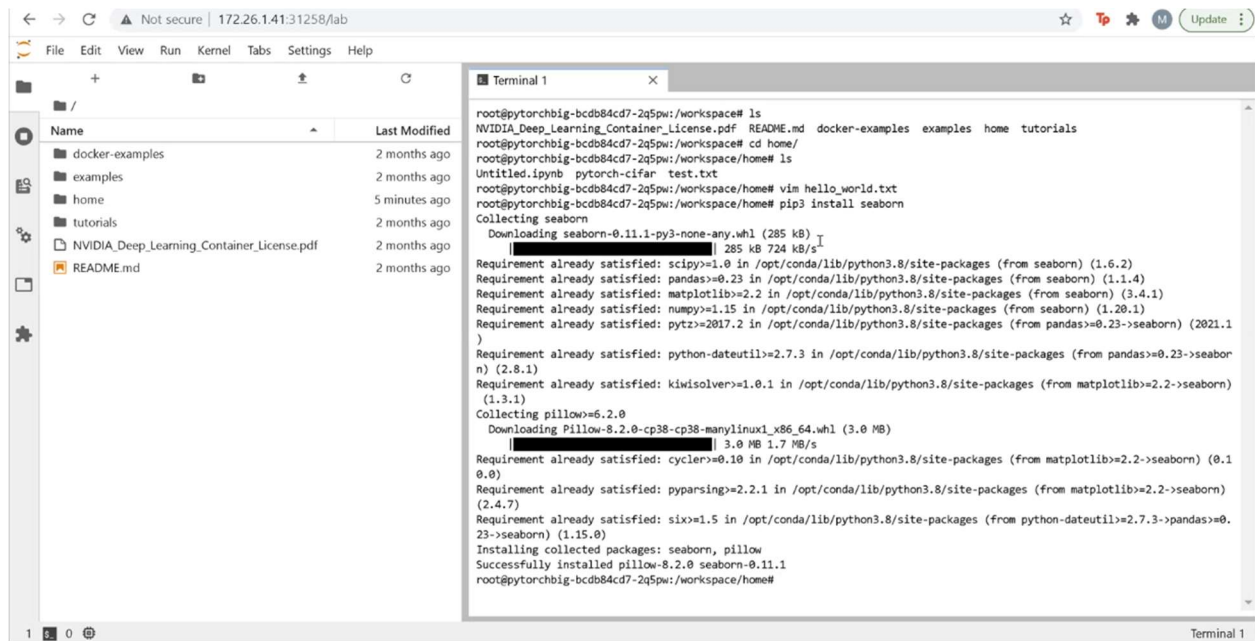 Not secure | 172.26.1.41:31258/lab
Tp
M
Update
File Edit View Run Kernel Tabs Settings Help
/
Name Last Modified
docker-examples 2 months ago
examples 2 months ago
home 5 minutes ago
tutorials 2 months ago
NVIDIA_Deep_Learning_Container_License.pdf 2 months ago
README.md 2 months ago
Terminal 1
root@pytorchbig-bcdb84cd7-2q5pw:/workspace# ls
NVIDIA_Deep_Learning_Container_License.pdf README.md docker-examples examples home tutorials
root@pytorchbig-bcdb84cd7-2q5pw:/workspace# cd home/
root@pytorchbig-bcdb84cd7-2q5pw:/workspace/home# ls
Untitled.ipynb pytorch-cifar test.txt
root@pytorchbig-bcdb84cd7-2q5pw:/workspace/home# vim hello_world.txt
root@pytorchbig-bcdb84cd7-2q5pw:/workspace/home# pip3 install seaborn
Collecting seaborn
Downloading seaborn-0.11.1-py3-none-any.whl (285 kB)
| | 285 kB 724 kB/s
Requirement already satisfied: scipy>=1.0 in /opt/conda/lib/python3.8/site-packages (from seaborn) (1.6.2)
Requirement already satisfied: pandas>=0.23 in /opt/conda/lib/python3.8/site-packages (from seaborn) (1.1.4)
Requirement already satisfied: matplotlib>=2.2 in /opt/conda/lib/python3.8/site-packages (from seaborn) (3.4.1)
Requirement already satisfied: numpy>=1.15 in /opt/conda/lib/python3.8/site-packages (from seaborn) (1.20.1)
Requirement already satisfied: pytz>=2017.2 in /opt/conda/lib/python3.8/site-packages (from pandas>=0.23->seaborn) (2021.1
)
Requirement already satisfied: python-dateutil>=2.7.3 in /opt/conda/lib/python3.8/site-packages (from pandas>=0.23->seabor
n) (2.8.1)
Requirement already satisfied: kiwisolver>=1.0.1 in /opt/conda/lib/python3.8/site-packages (from matplotlib>=2.2->seaborn)
(1.3.1)
Collecting pillow>=6.2.0
Downloading Pillow-8.2.0-cp38-cp38-manylinux1_x86_64.whl (3.0 MB)
| | 3.0 MB 1.7 MB/s
Requirement already satisfied: cycler>=0.10 in /opt/conda/lib/python3.8/site-packages (from matplotlib>=2.2->seaborn) (0.1
0.0)
Requirement already satisfied: pyparsing>=2.2.1 in /opt/conda/lib/python3.8/site-packages (from matplotlib>=2.2->seaborn)
(2.4.7)
Requirement already satisfied: six>=1.5 in /opt/conda/lib/python3.8/site-packages (from python-dateutil>=2.7.3->pandas>=0.
23->seaborn) (1.15.0)
Installing collected packages: seaborn, pillow
Successfully installed pillow-8.2.0 seaborn-0.11.1
root@pytorchbig-bcdb84cd7-2q5pw:/workspace/home#
1 0 Terminal 1